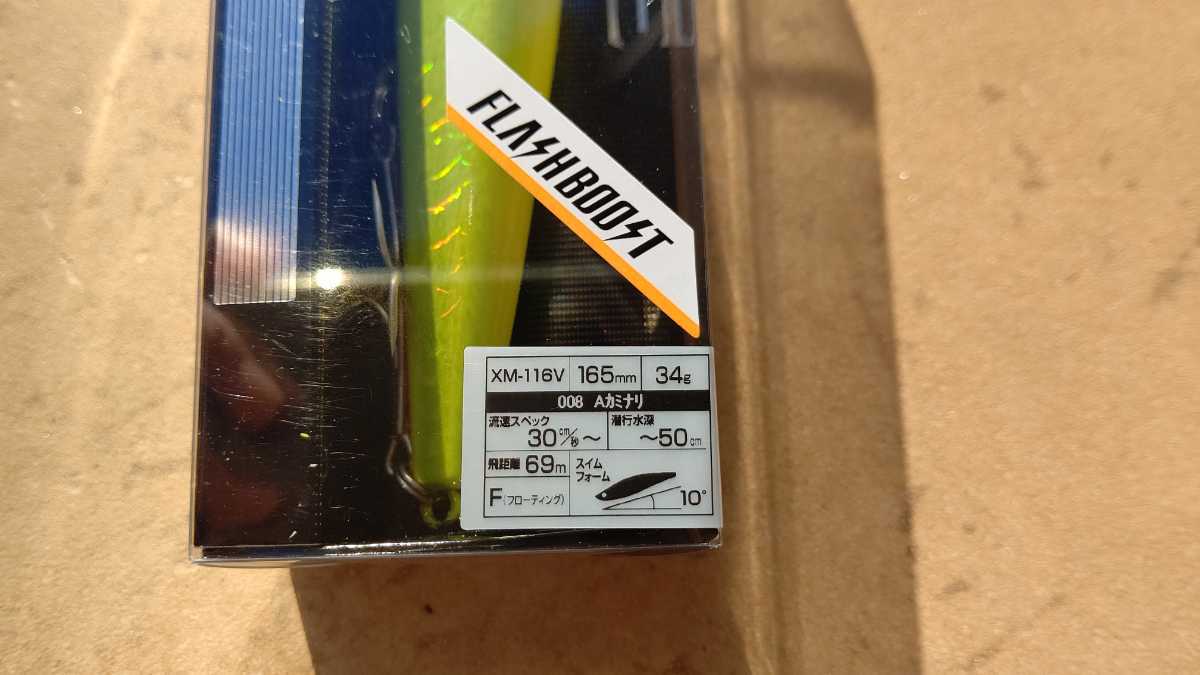 FLASHBOOST
XM-116V 165mm 34g
008 Aカミナリ
流速スペック 潜行水深
30cm/秒～ ～50cm
飛距離 69m スイム
フォーム
F(フローティング) 10°